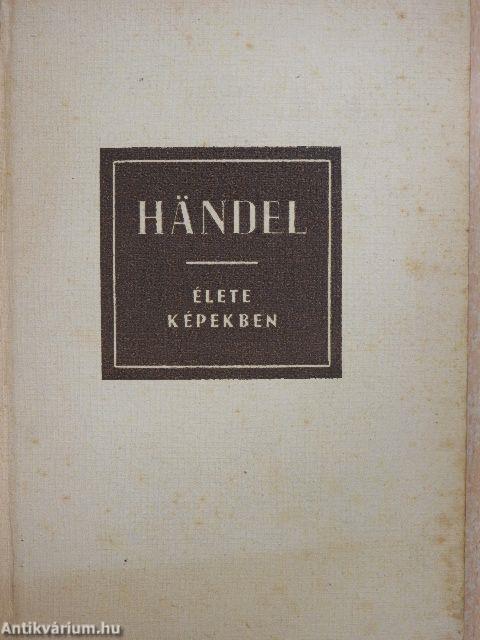 HÄNDEL
ÉLETE
KÉPEKBEN
Antikvárium.hu